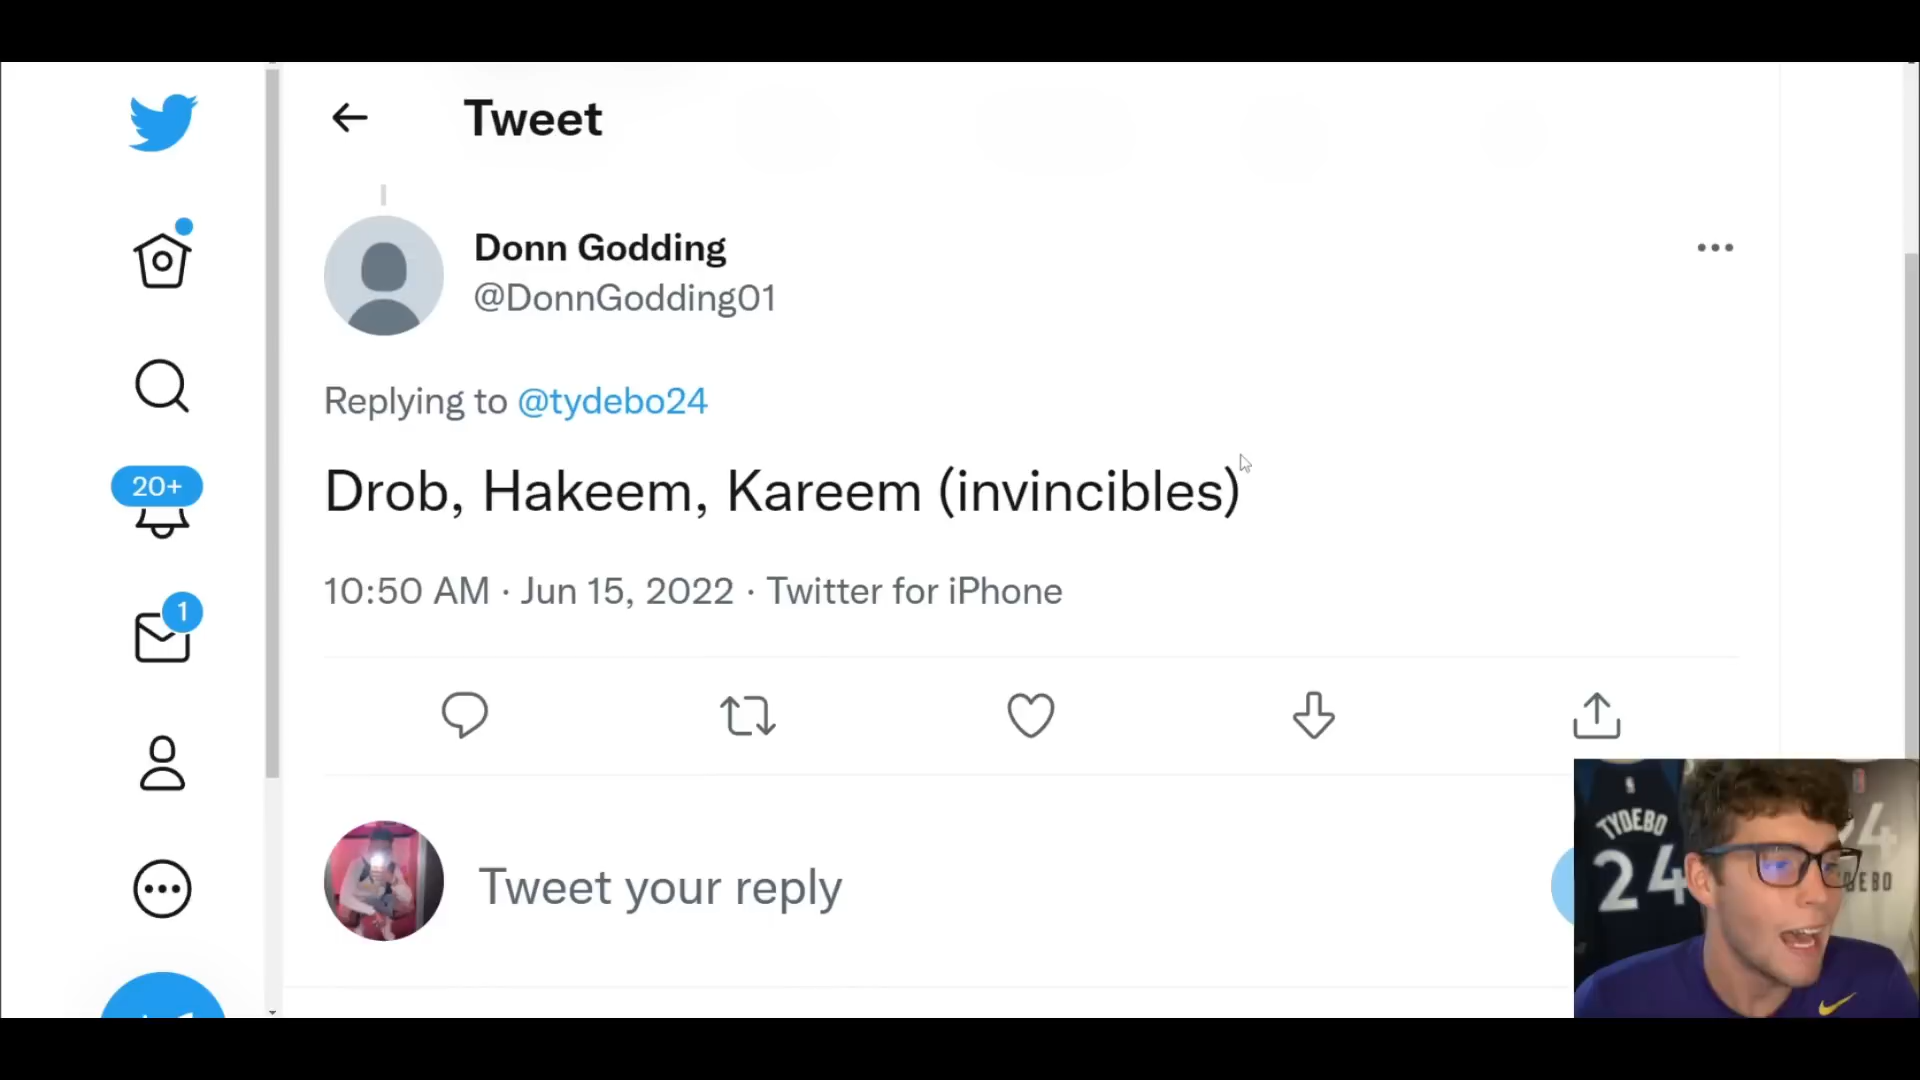 Tweet
Donn Godding
@DonnGodding01
Replying to @tydebo24
Drob, Hakeem, Kareem (invincibles)
10:50 AM · Jun 15, 2022 · Twitter for iPhone
20+
1
Tweet your reply
TYDEBO
24
24